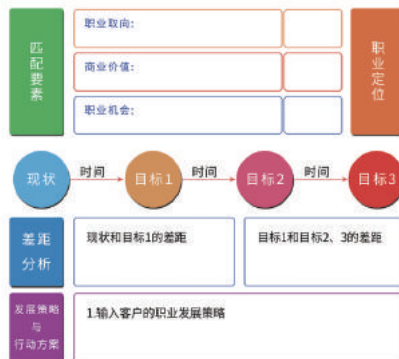 匹配要素
职业取向:
商业价值:
职业机会:
职业定位
现状
时间
目标1
时间
目标2
时间
目标3
差距
分析
现状和目标1的差距
目标1和目标2、3的差距
发展策略
与
行动方案
1.输入客户的职业发展策略